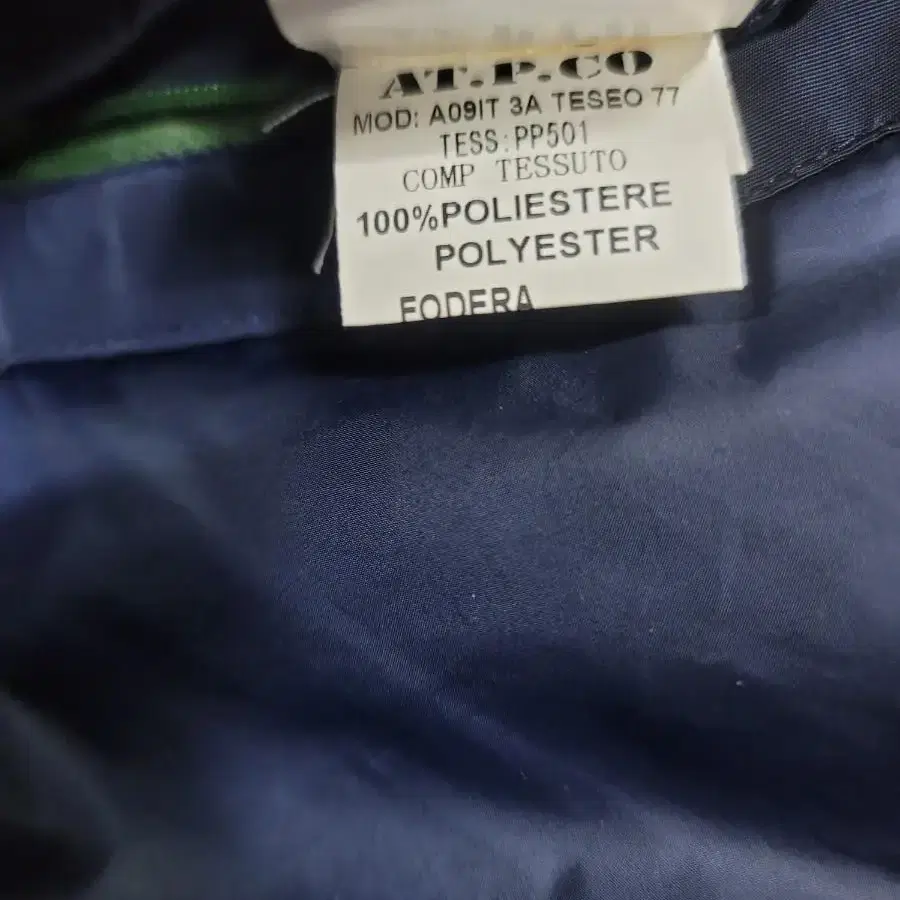 AT.P.CO
MOD: A09IT 3A TESEO 77
TESS:PP501
COMP TESSUTO
100%POLIESTERE
POLYESTER
FODERA